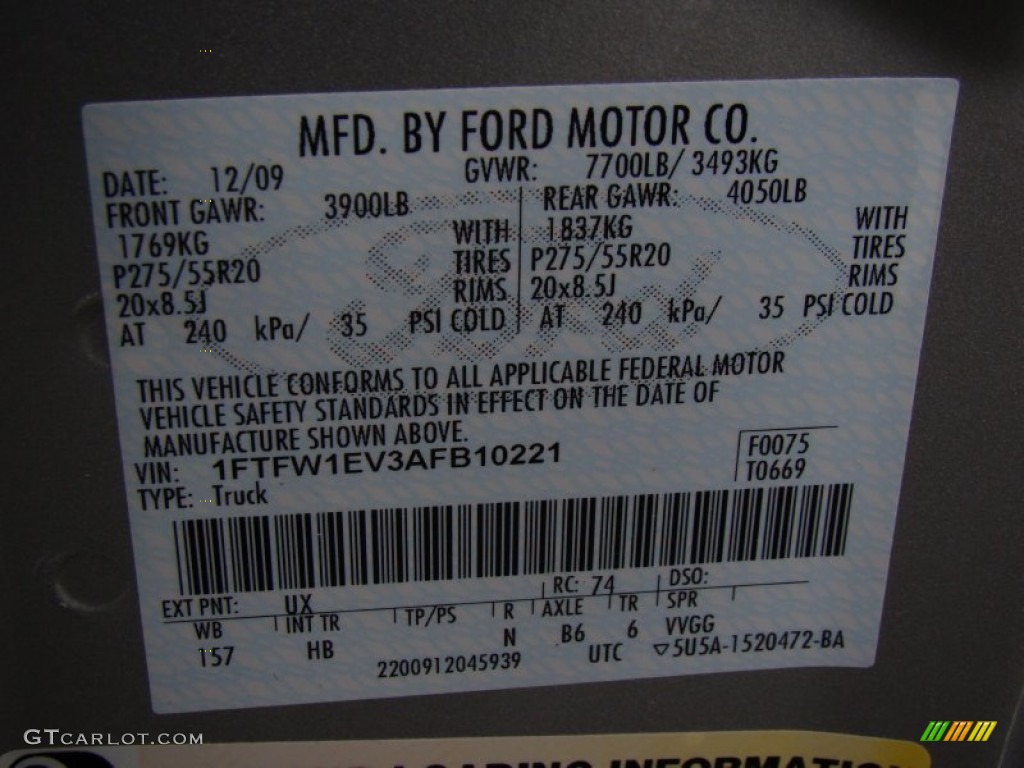 MFD. BY FORD MOTOR CO.
DATE: 12/09 GVWR: 7700LB/ 3493KG
FRONT GAWR: 3900LB REAR GAWR: 4050LB
1769KG WITH 1837KG WITH
P275/55R20 TIRES P275/55R20 TIRES
20x8.5J RIMS 20x8.5J RIMS
AT 240 kPa/ 35 PSI COLD AT 240 kPa/ 35 PSI COLD
Ford
THIS VEHICLE CONFORMS TO ALL APPLICABLE FEDERAL MOTOR
VEHICLE SAFETY STANDARDS IN EFFECT ON THE DATE OF
MANUFACTURE SHOWN ABOVE.
VIN: 1FTFW1EV3AFB10221 F0075
TYPE: Truck T0669
EXT PNT: UX RC: 74 DSO:
WB INT TR TP/PS R AXLE TR SPR
157 HB N B6 6 VVGG
2200912045939 UTC ▽5U5A-1520472-BA
GTCARLOT.COM
LOADING INFORMATION